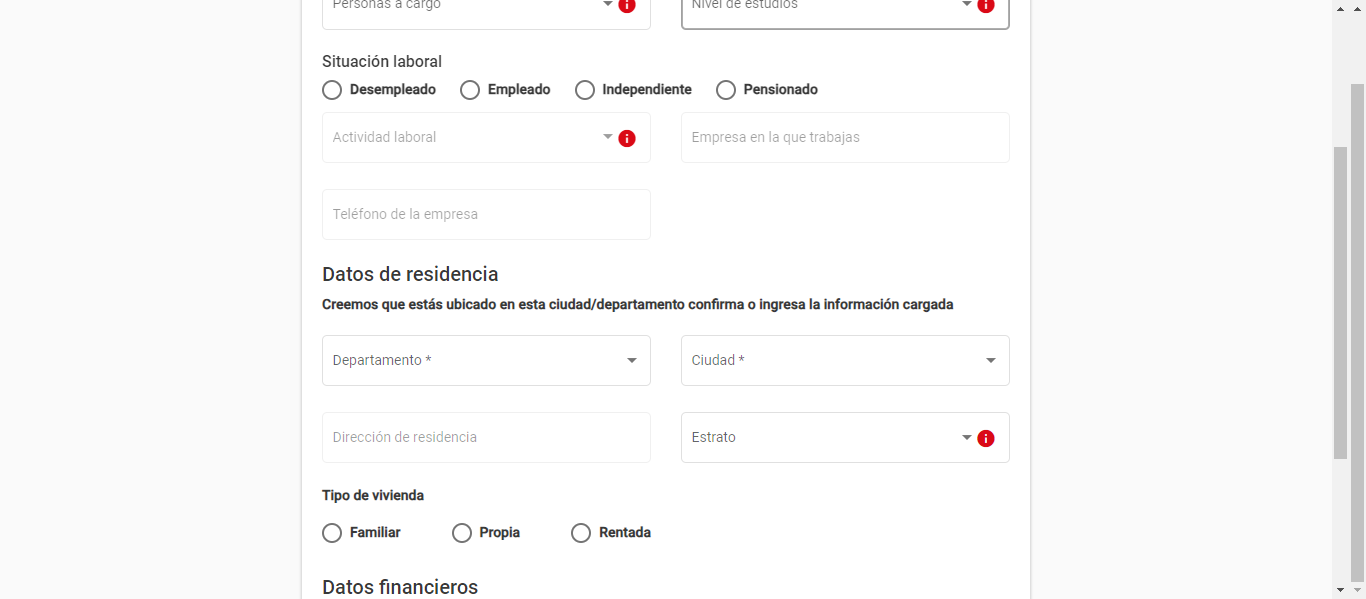 Personas a cargo
Nivel de estudios
Situación laboral
Desempleado Empleado Independiente Pensionado
Actividad laboral
Empresa en la que trabajas
Teléfono de la empresa
Datos de residencia
Creemos que estás ubicado en esta ciudad/departamento confirma o ingresa la información cargada
Departamento *
Ciudad *
Dirección de residencia
Estrato
Tipo de vivienda
Familiar Propia Rentada
Datos financieros